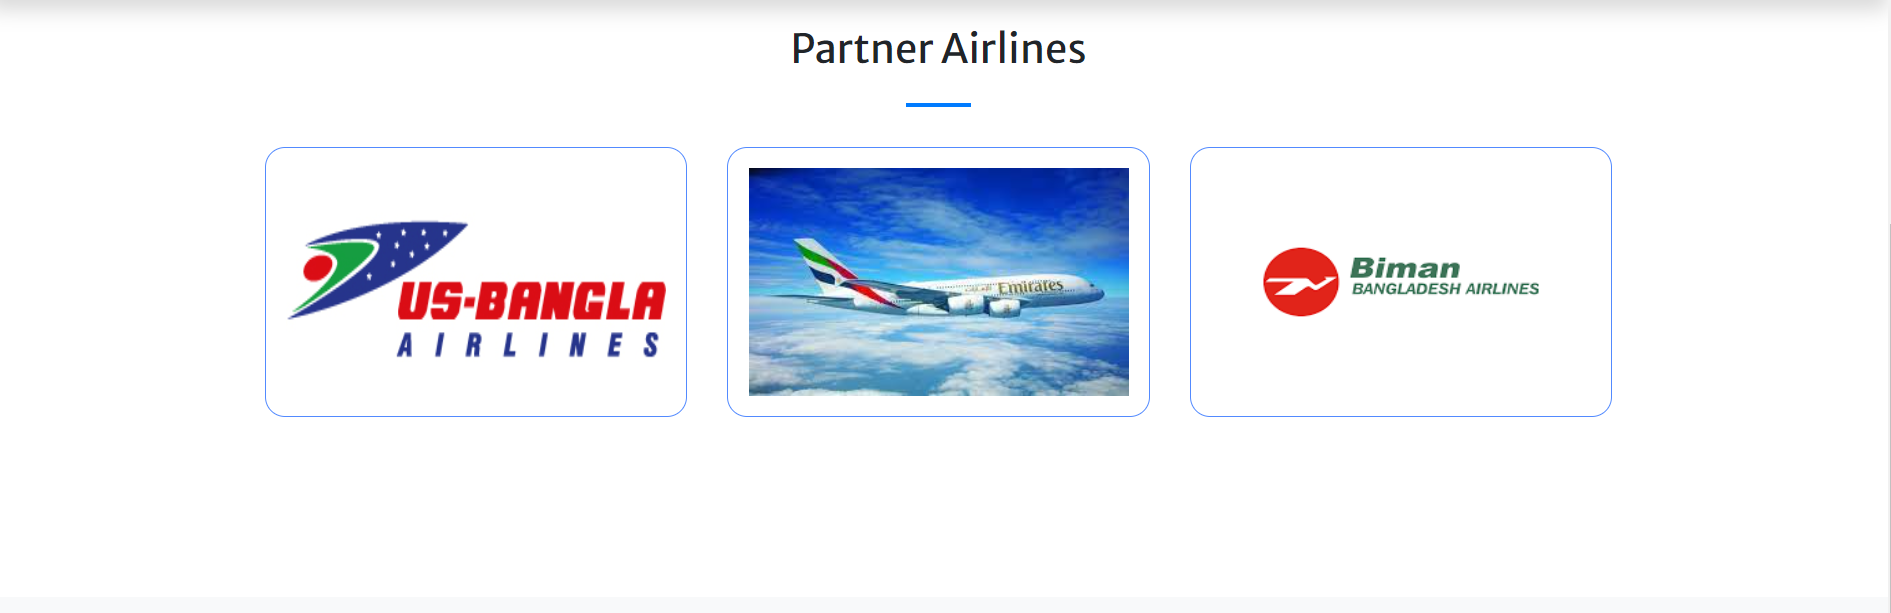 Partner Airlines
US-BANGLA
AIRLINES
Emirates
Biman
BANGLADESH AIRLINES